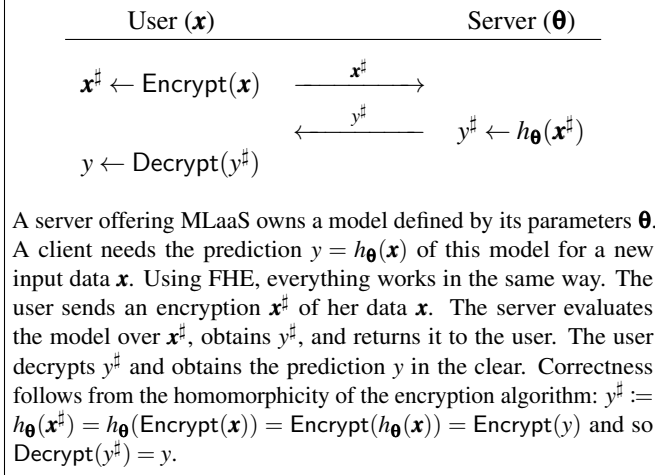 User (𝒙) Server (𝛉)
𝒙♯ ← Encrypt(𝒙) 𝒙♯
y♯ y♯ ← h𝛉(𝒙♯)
y ← Decrypt(y♯)
A server offering MLaaS owns a model defined by its parameters 𝛉.
A client needs the prediction y = h𝛉(𝒙) of this model for a new
input data 𝒙. Using FHE, everything works in the same way. The
user sends an encryption 𝒙♯ of her data 𝒙. The server evaluates
the model over 𝒙♯, obtains y♯, and returns it to the user. The user
decrypts y♯ and obtains the prediction y in the clear. Correctness
follows from the homomorphicity of the encryption algorithm: y♯ :=
h𝛉(𝒙♯) = h𝛉(Encrypt(𝒙)) = Encrypt(h𝛉(𝒙)) = Encrypt(y) and so
Decrypt(y♯) = y.